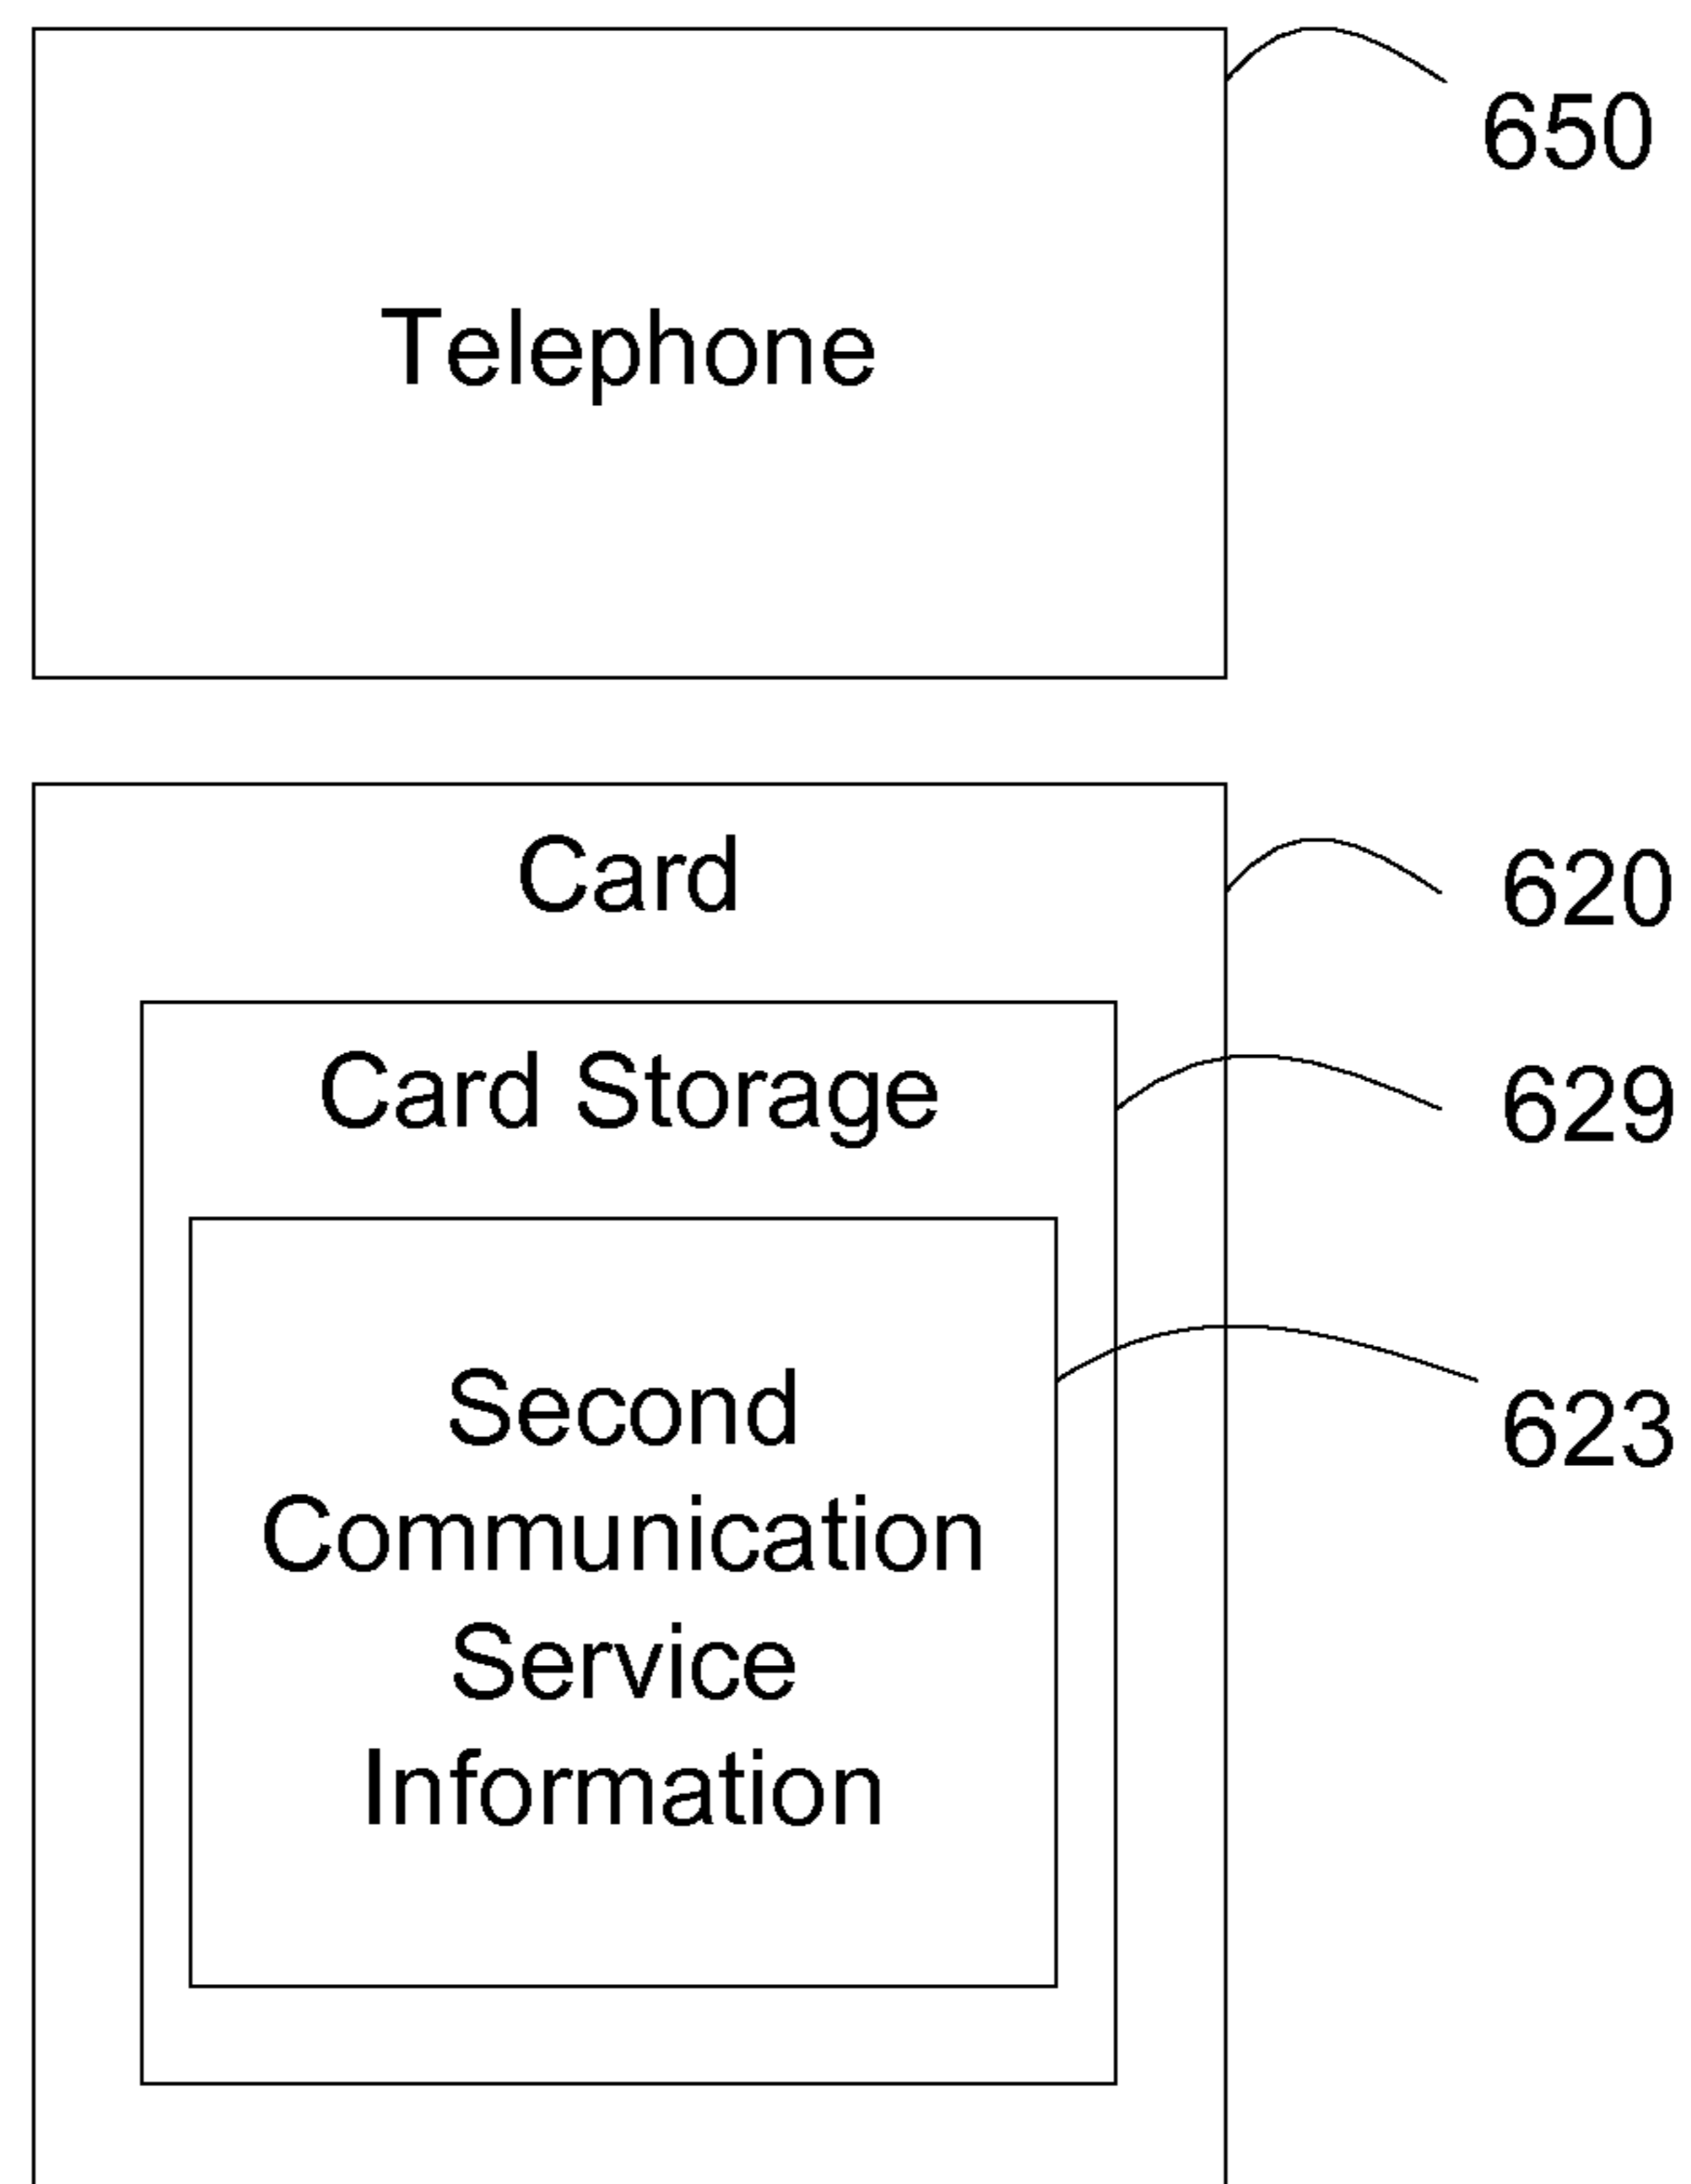 650
Telephone
Card
620
Card Storage
629
623
Second
Communication
Service
Information